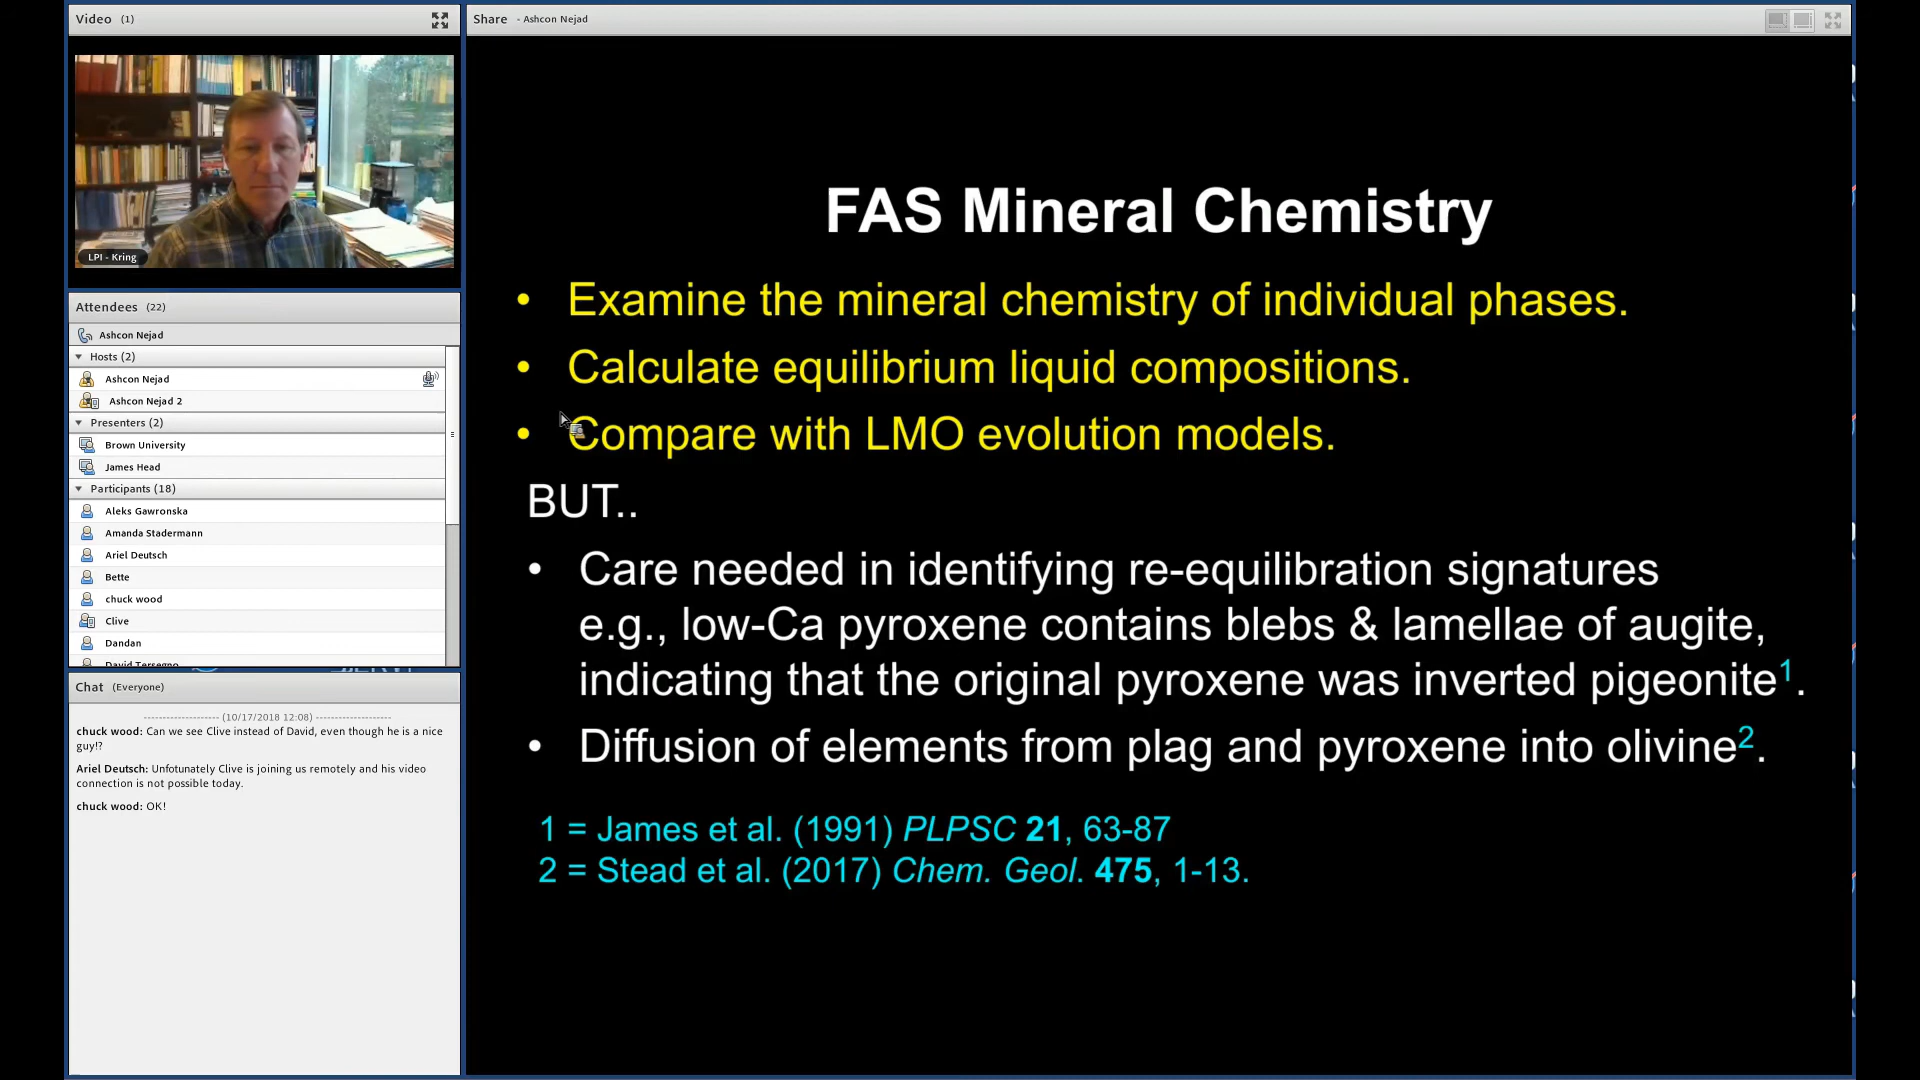 Video (1)
LPI - Kring
Attendees (22)
Ashcon Nejad
Hosts (2)
Ashcon Nejad
Ashcon Nejad 2
Presenters (2)
Brown University
James Head
Participants (18)
Aleks Gawronska
Amanda Stadermann
Ariel Deutsch
Bette
chuck wood
Clive
Dandan
David Tersegno
Chat (Everyone)
-------------------- (10/17/2018 12:08) --------------------
chuck wood: Can we see Clive instead of David, even though he is a nice
guy!?
Ariel Deutsch: Unfotunately Clive is joining us remotely and his video
connection is not possible today.
chuck wood: OK!
Share - Ashcon Nejad
FAS Mineral Chemistry
• Examine the mineral chemistry of individual phases.
• Calculate equilibrium liquid compositions.
• Compare with LMO evolution models.
BUT..
• Care needed in identifying re-equilibration signatures
e.g., low-Ca pyroxene contains blebs & lamellae of augite,
indicating that the original pyroxene was inverted pigeonite1.
• Diffusion of elements from plag and pyroxene into olivine2.
1 = James et al. (1991) PLPSC 21, 63-87
2 = Stead et al. (2017) Chem. Geol. 475, 1-13.